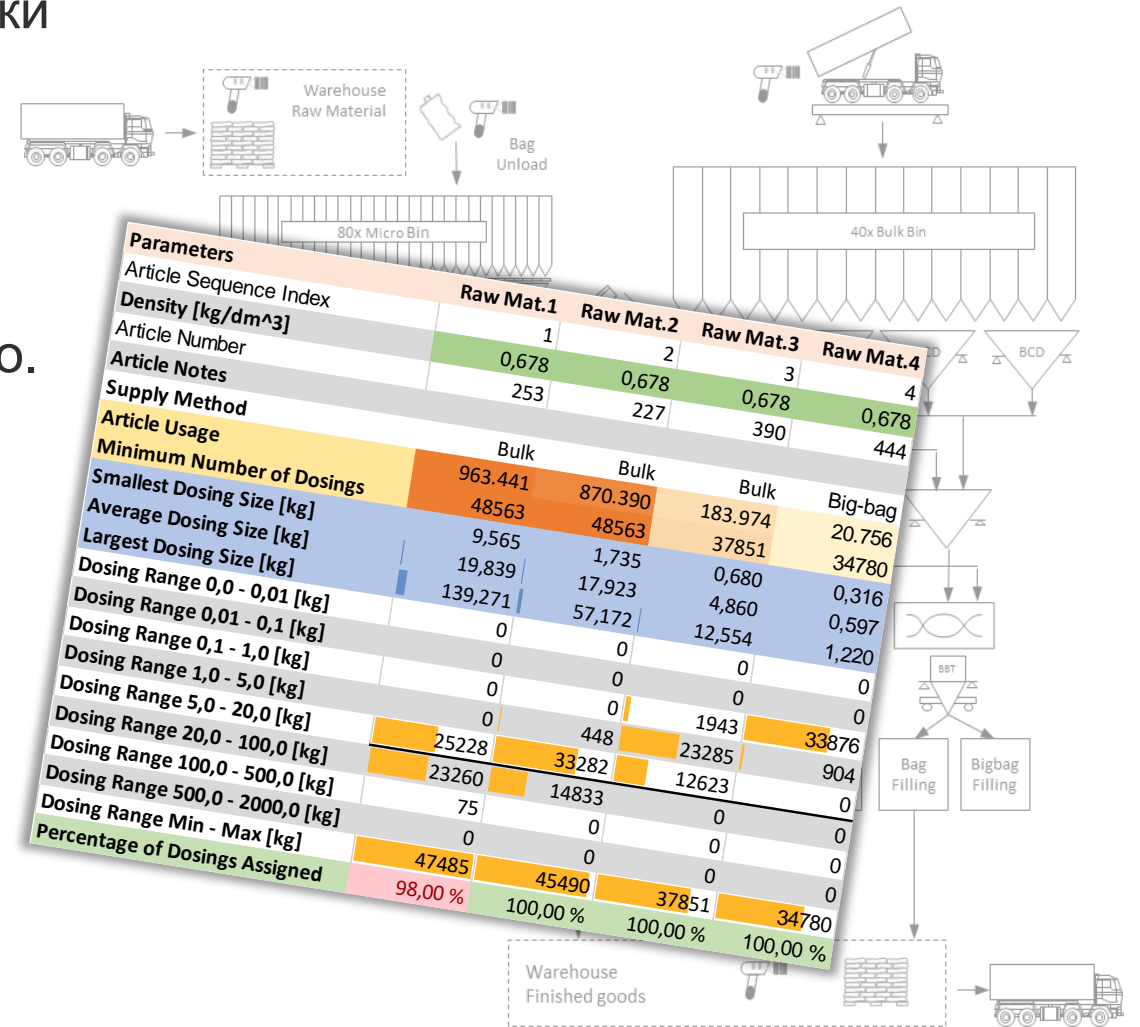 ки
Warehouse
Raw Material
Bag
Unload
80x Micro Bin
40x Bulk Bin
о.
CD
BCD
Parameters Raw Mat.1 Raw Mat.2 Raw Mat.3 Raw Mat.4
Article Sequence Index 1 2 3 4
Density [kg/dm^3] 0,678 0,678 0,678 0,678
Article Number 253 227 390 444
Article Notes
Supply Method Bulk Bulk Bulk Big-bag
Article Usage 963.441 870.390 183.974 20.756
Minimum Number of Dosings 48563 48563 37851 34780
Smallest Dosing Size [kg] 9,565 1,735 0,680 0,316
Average Dosing Size [kg] 19,839 17,923 4,860 0,597
Largest Dosing Size [kg] 139,271 57,172 12,554 1,220
Dosing Range 0,0 - 0,01 [kg] 0 0 0 0
Dosing Range 0,01 - 0,1 [kg] 0 0 0 0
Dosing Range 0,1 - 1,0 [kg] 0 0 1943 33876
Dosing Range 1,0 - 5,0 [kg] 0 448 23285 904
Dosing Range 5,0 - 20,0 [kg] 25228 33282 12623 0
Dosing Range 20,0 - 100,0 [kg] 23260 14833 0 0
Dosing Range 100,0 - 500,0 [kg] 75 0 0 0
Dosing Range 500,0 - 2000,0 [kg] 0 0 0 0
Dosing Range Min - Max [kg] 47485 45490 37851 34780
Percentage of Dosings Assigned 98,00 % 100,00 % 100,00 % 100,00 %
BBT
Bag
Filling
Bigbag
Filling
Warehouse
Finished goods